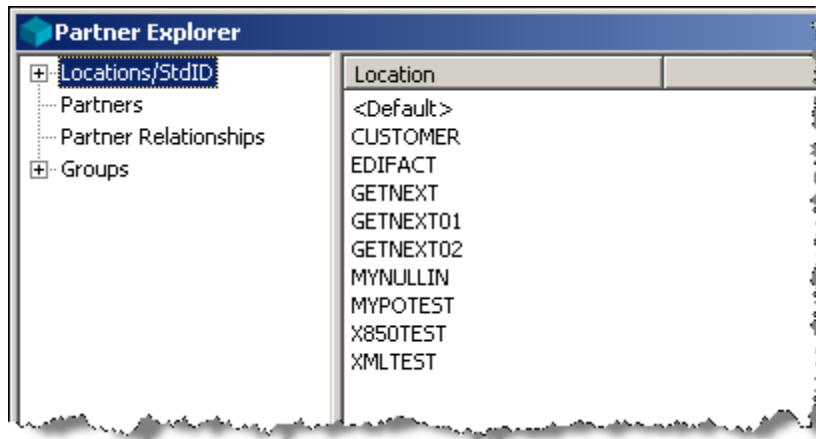 Partner Explorer
Locations/StdID
Partners
Partner Relationships
Groups
Location
<Default>
CUSTOMER
EDIFACT
GETNEXT
GETNEXT01
GETNEXT02
MYNULLIN
MYPOTEST
X850TEST
XMLTEST